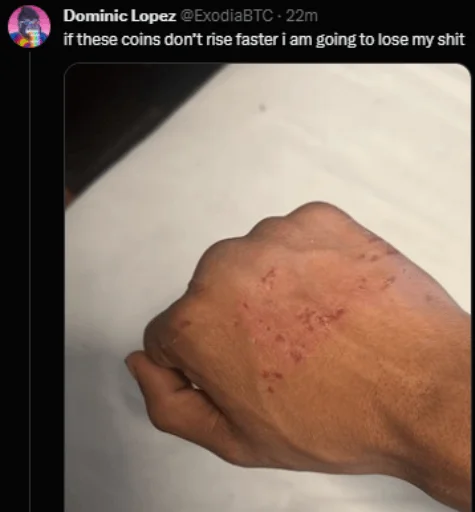 Dominic Lopez @ExodiaBTC · 22m
if these coins don't rise faster i am going to lose my shit